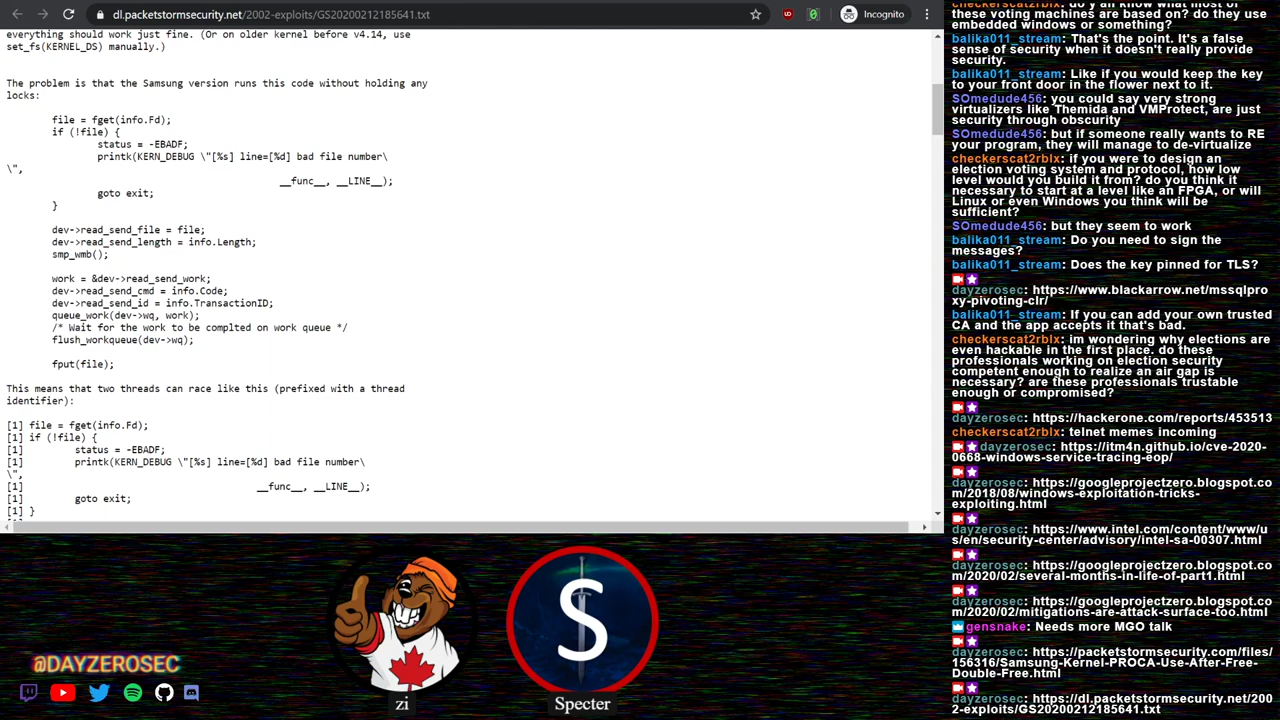 dl.packetstormsecurity.net/2002-exploits/GS20200212185641.txt
Incognito
everything should work just fine. (Or on older kernel before v4.14, use
set_fs(KERNEL_DS) manually.)
The problem is that the Samsung version runs this code without holding any
locks:
file = fget(info.Fd);
if (!file) {
status = -EBADF;
printk(KERN_DEBUG \"[%s] line=[%d] bad file number\
\",
__func__, __LINE__);
goto exit;
}
dev->read_send_file = file;
dev->read_send_length = info.Length;
smp_wmb();
work = &dev->read_send_work;
dev->read_send_cmd = info.Code;
dev->read_send_id = info.TransactionID;
queue_work(dev->wq, work);
/* Wait for the work to be complted on work queue */
flush_workqueue(dev->wq);
fput(file);
This means that two threads can race like this (prefixed with a thread
identifier):
[1] file = fget(info.Fd);
[1] if (!file) {
[1] status = -EBADF;
[1] printk(KERN_DEBUG \"[%s] line=[%d] bad file number\
\",
[1] __func__, __LINE__);
[1] goto exit;
[1] }
these voting machines are based on? do they use
embedded windows or something?
balika011_stream: That's the point. It's a false
sense of security when it doesn't really provide
security.
balika011_stream: Like if you would keep the key
to your front door in the flower next to it.
SOmedude456: you could say very strong
virtualizers like Themida and VMProtect, are just
security through obscurity
SOmedude456: but if someone really wants to RE
your program, they will manage to de-virtualize
checkerscat2rblx: if you were to design an
election voting system and protocol, how low
level would you build it from? do you think it
necessary to start at a level like an FPGA, or will
Linux or even Windows you think will be
sufficient?
SOmedude456: but they seem to work
balika011_stream: Do you need to sign the
messages?
balika011_stream: Does the key pinned for TLS?
dayzerosec: https://www.blackarrow.net/mssqlpro
xy-pivoting-clr/
balika011_stream: If you can add your own trusted
CA and the app accepts it that's bad.
checkerscat2rblx: im wondering why elections are
even hackable in the first place. do these
professionals working on election security
competent enough to realize an air gap is
necessary? are these professionals trustable
enough or compromised?
dayzerosec: https://hackerone.com/reports/453513
checkerscat2rblx: telnet memes incoming
dayzerosec: https://itm4n.github.io/cve-2020-
0668-windows-service-tracing-eop/
dayzerosec: https://googleprojectzero.blogspot.co
m/2018/08/windows-exploitation-tricks-
exploiting.html
dayzerosec: https://www.intel.com/content/www/u
s/en/security-center/advisory/intel-sa-00307.html
dayzerosec: https://googleprojectzero.blogspot.co
m/2020/02/several-months-in-life-of-part1.html
dayzerosec: https://googleprojectzero.blogspot.co
m/2020/02/mitigations-are-attack-surface-too.html
gensnake: Needs more MGO talk
dayzerosec: https://packetstormsecurity.com/files/
156316/Samsung-Kernel-PROCA-Use-After-Free-
Double-Free.html
dayzerosec: https://dl.packetstormsecurity.net/200
2-exploits/GS20200212185641.txt
@DAYZEROSEC
zi
S
Specter